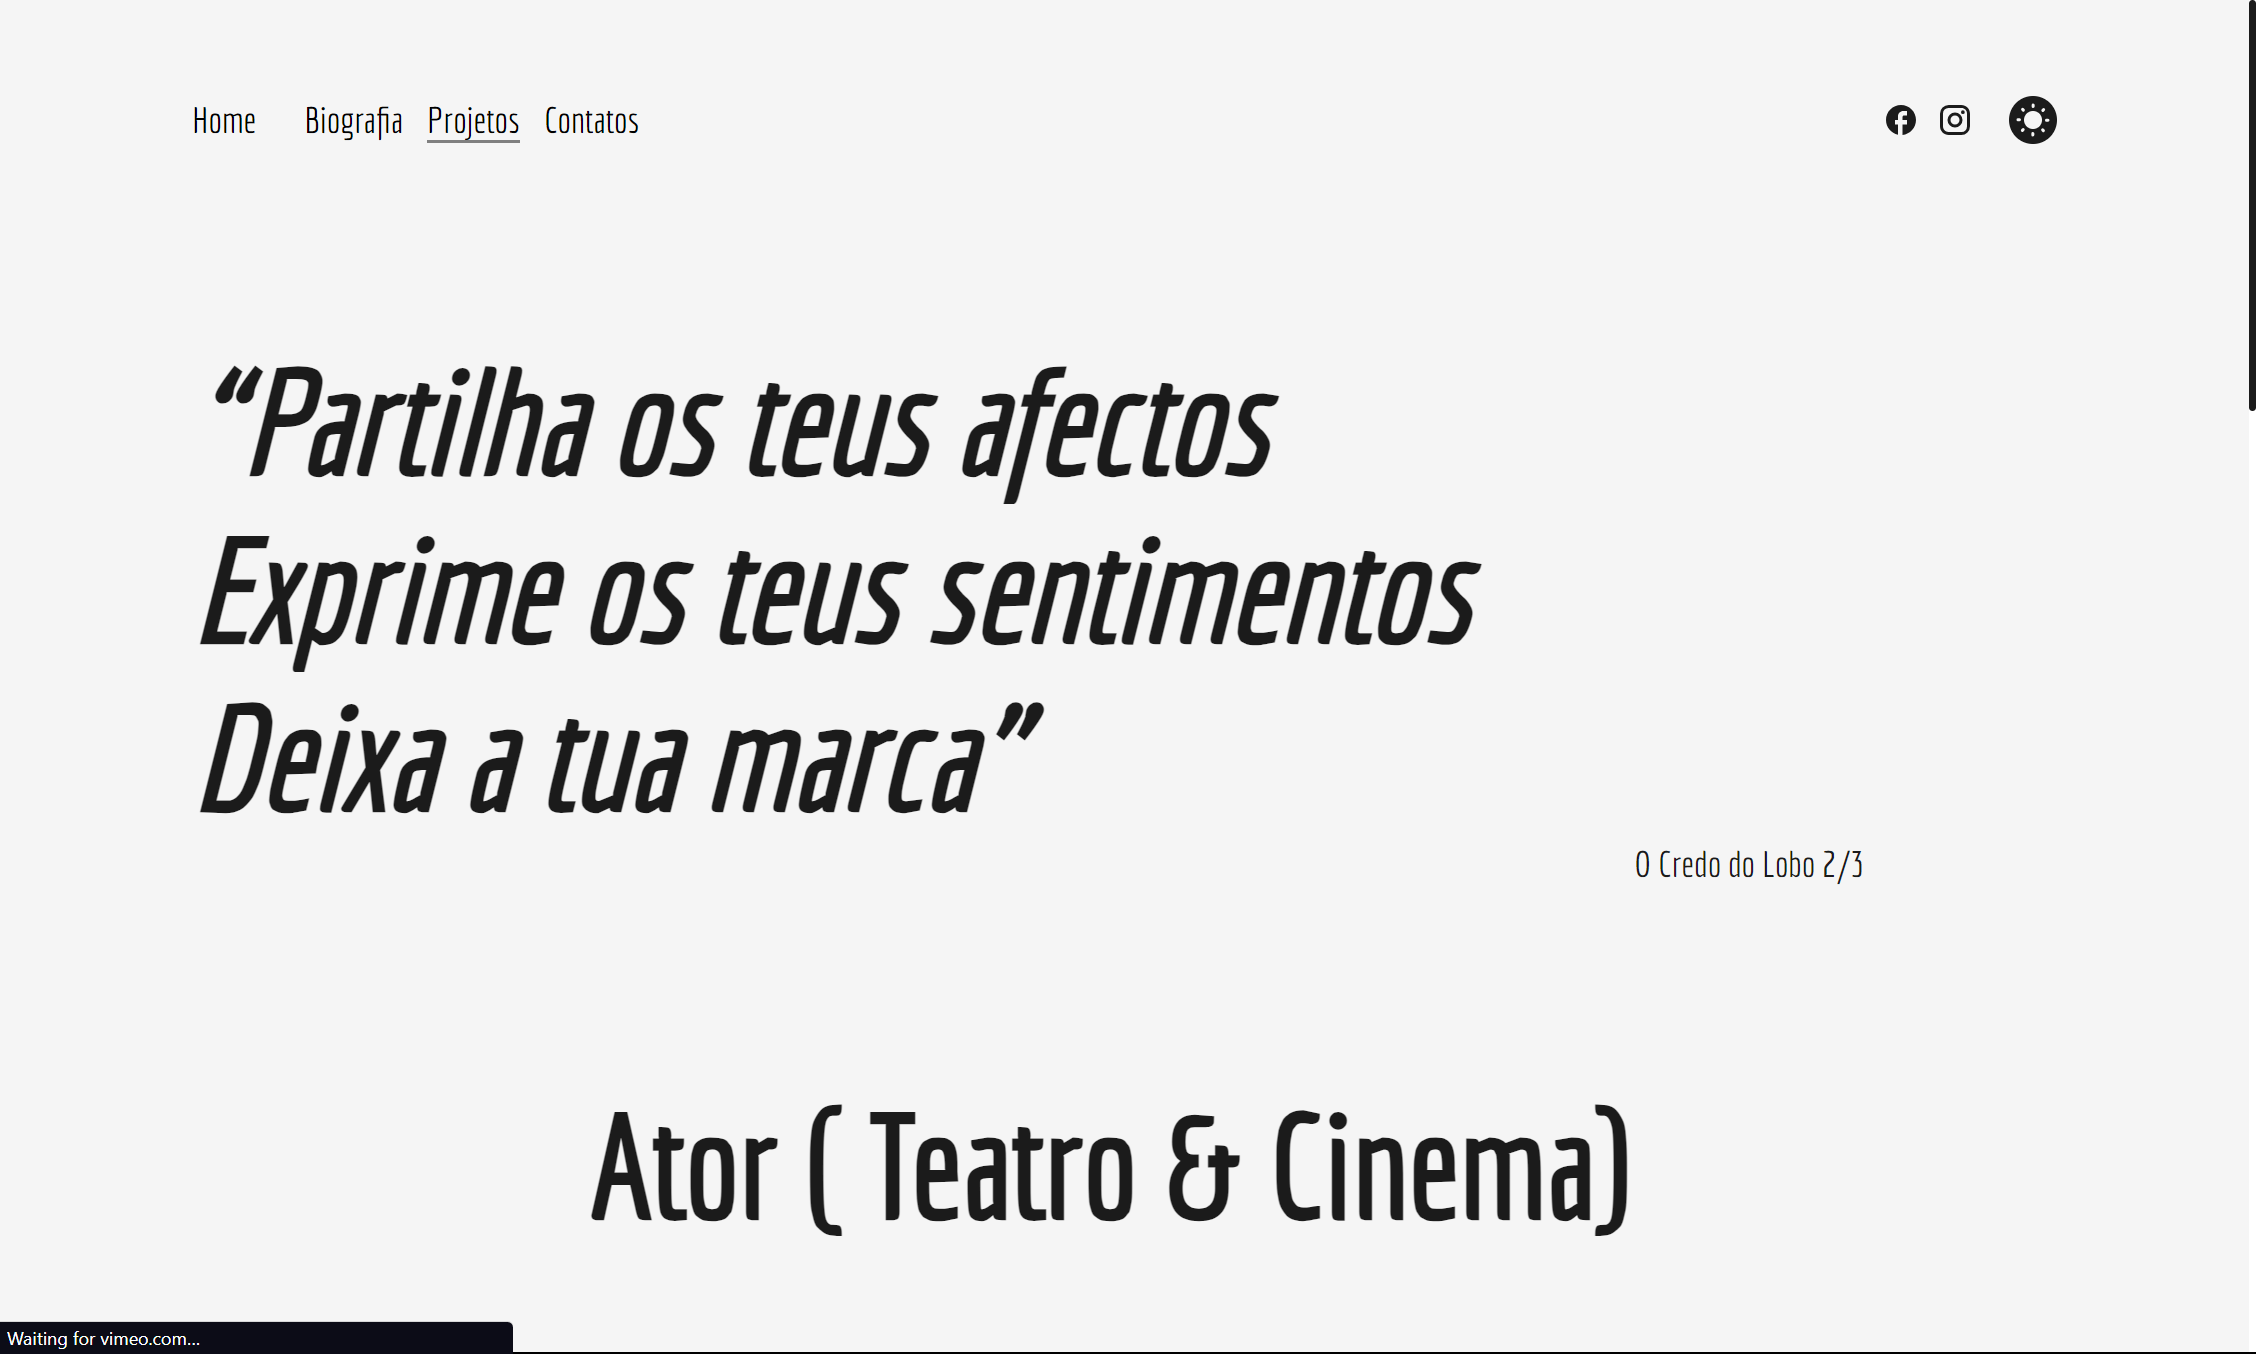 Home Biografia Projetos Contatos
“Partilha os teus afectos
Exprime os teus sentimentos
Deixa a tua marca”
O Credo do Lobo 2/3
Ator ( Teatro & Cinema)
Waiting for vimeo.com...